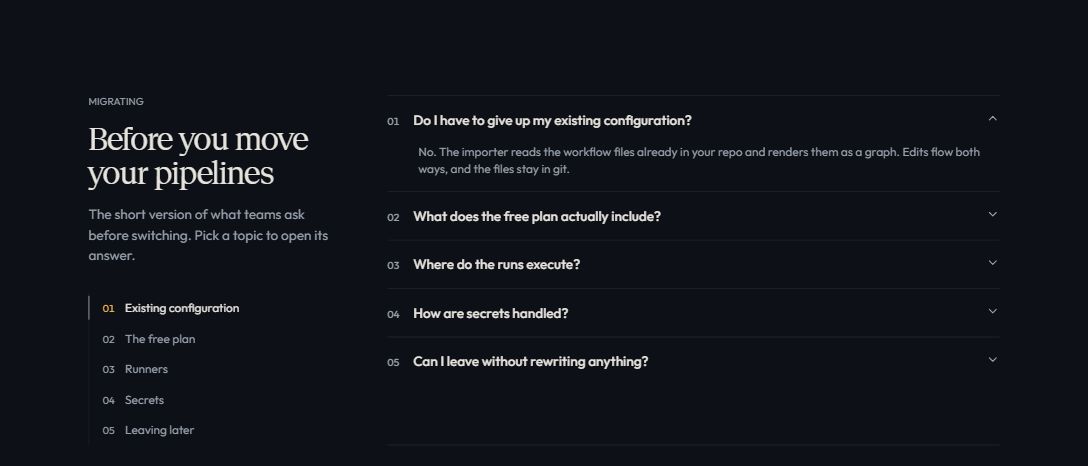 MIGRATING
Before you move
your pipelines
The short version of what teams ask
before switching. Pick a topic to open its
answer.
01 Existing configuration
02 The free plan
03 Runners
04 Secrets
05 Leaving later
01 Do I have to give up my existing configuration?
No. The importer reads the workflow files already in your repo and renders them as a graph. Edits flow both
ways, and the files stay in git.
02 What does the free plan actually include?
03 Where do the runs execute?
04 How are secrets handled?
05 Can I leave without rewriting anything?